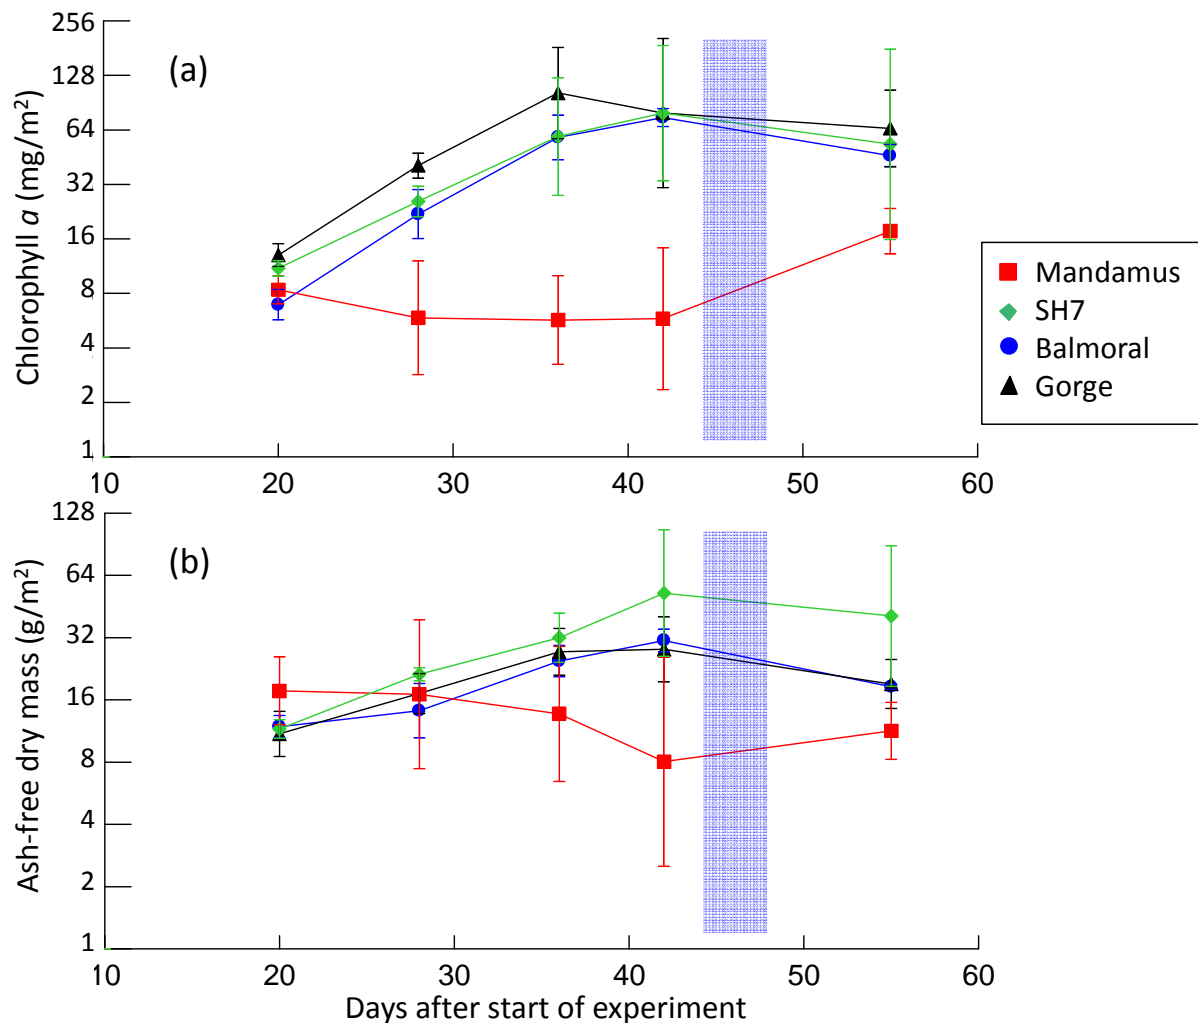 Chlorophyll a (mg/m²)
256
128
64
32
16
8
4
2
1
(a)
10 20 30 40 50 60
Mandamus
SH7
Balmoral
Gorge
Ash-free dry mass (g/m²)
128
64
32
16
8
4
2
1
(b)
10 20 30 40 50 60
Days after start of experiment